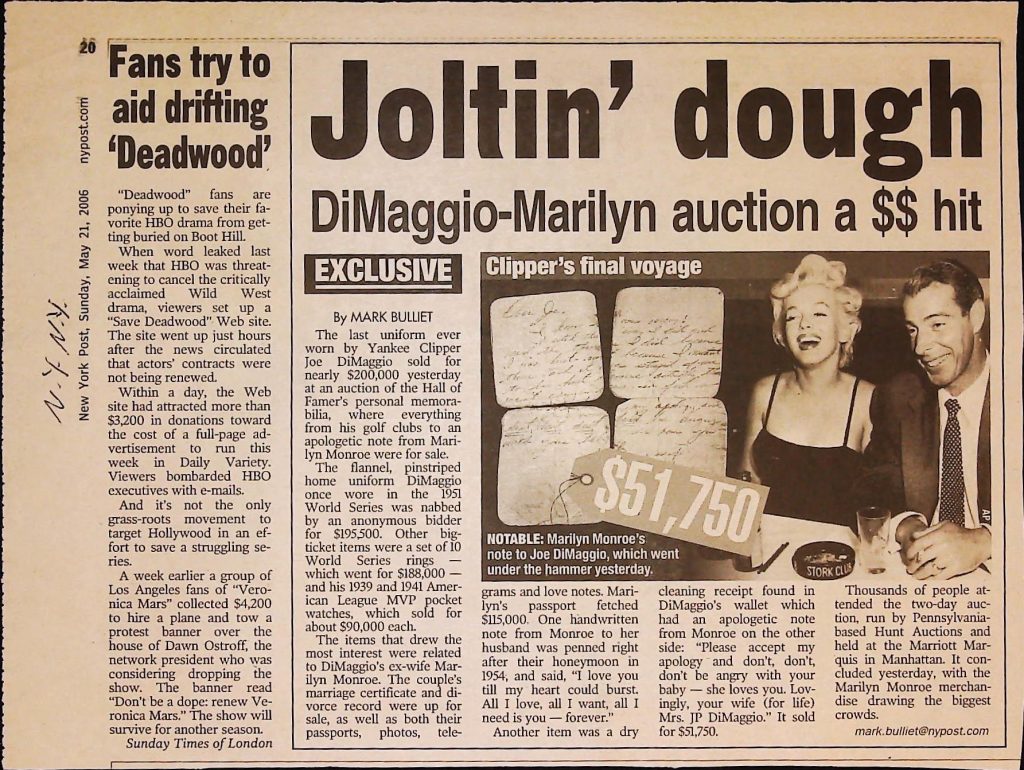 20
nypost.com
New York Post, Sunday, May 21, 2006
N.Y. N.Y.
Fans try to
aid drifting
‘Deadwood’
“Deadwood” fans are
ponying up to save their fa-
vorite HBO drama from get-
ting buried on Boot Hill.
When word leaked last
week that HBO was threat-
ening to cancel the critically
acclaimed Wild West
drama, viewers set up a
“Save Deadwood” Web site.
The site went up just hours
after the news circulated
that actors’ contracts were
not being renewed.
Within a day, the Web
site had attracted more than
$3,200 in donations toward
the cost of a full-page ad-
vertisement to run this
week in Daily Variety.
Viewers bombarded HBO
executives with e-mails.
And it’s not the only
grass-roots movement to
target Hollywood in an ef-
fort to save a struggling se-
ries.
A week earlier a group of
Los Angeles fans of “Vero-
nica Mars” collected $4,200
to hire a plane and tow a
protest banner over the
house of Dawn Ostroff, the
network president who was
considering dropping the
show. The banner read
“Don’t be a dope: renew Ve-
ronica Mars.” The show will
survive for another season.
Sunday Times of London
Joltin’ dough
DiMaggio-Marilyn auction a $$ hit
EXCLUSIVE
By MARK BULLIET
The last uniform ever
worn by Yankee Clipper
Joe DiMaggio sold for
nearly $200,000 yesterday
at an auction of the Hall of
Famer’s personal memora-
bilia, where everything
from his golf clubs to an
apologetic note from Mari-
lyn Monroe were for sale.
The flannel, pinstriped
home uniform DiMaggio
once wore in the 1951
World Series was nabbed
by an anonymous bidder
for $195,500. Other big-
ticket items were a set of 10
World Series rings —
which went for $188,000 —
and his 1939 and 1941 Amer-
ican League MVP pocket
watches, which sold for
about $90,000 each.
The items that drew the
most interest were related
to DiMaggio’s ex-wife Mar-
ilyn Monroe. The couple’s
marriage certificate and di-
vorce record were up for
sale, as well as both their
passports, photos, tele-
Clipper’s final voyage
$51,750
NOTABLE: Marilyn Monroe’s
note to Joe DiMaggio, which went
under the hammer yesterday.
STORK CLUB
AP
grams and love notes. Mari-
lyn’s passport fetched
$115,000. One handwritten
note from Monroe to her
husband was penned right
after their honeymoon in
1954, and said, “I love you
till my heart could burst.
All I love, all I want, all I
need is you — forever.”
Another item was a dry
cleaning receipt found in
DiMaggio’s wallet which
had an apologetic note
from Monroe on the other
side: “Please accept my
apology and don’t, don’t,
don’t be angry with your
baby — she loves you. Lov-
ingly, your wife (for life)
Mrs. JP DiMaggio.” It sold
for $51,750.
Thousands of people at-
tended the two-day auc-
tion, run by Pennsylvania-
based Hunt Auctions and
held at the Marriott Mar-
quis in Manhattan. It con-
cluded yesterday, with the
Marilyn Monroe merchan-
dise drawing the biggest
crowds.
mark.bulliet@nypost.com